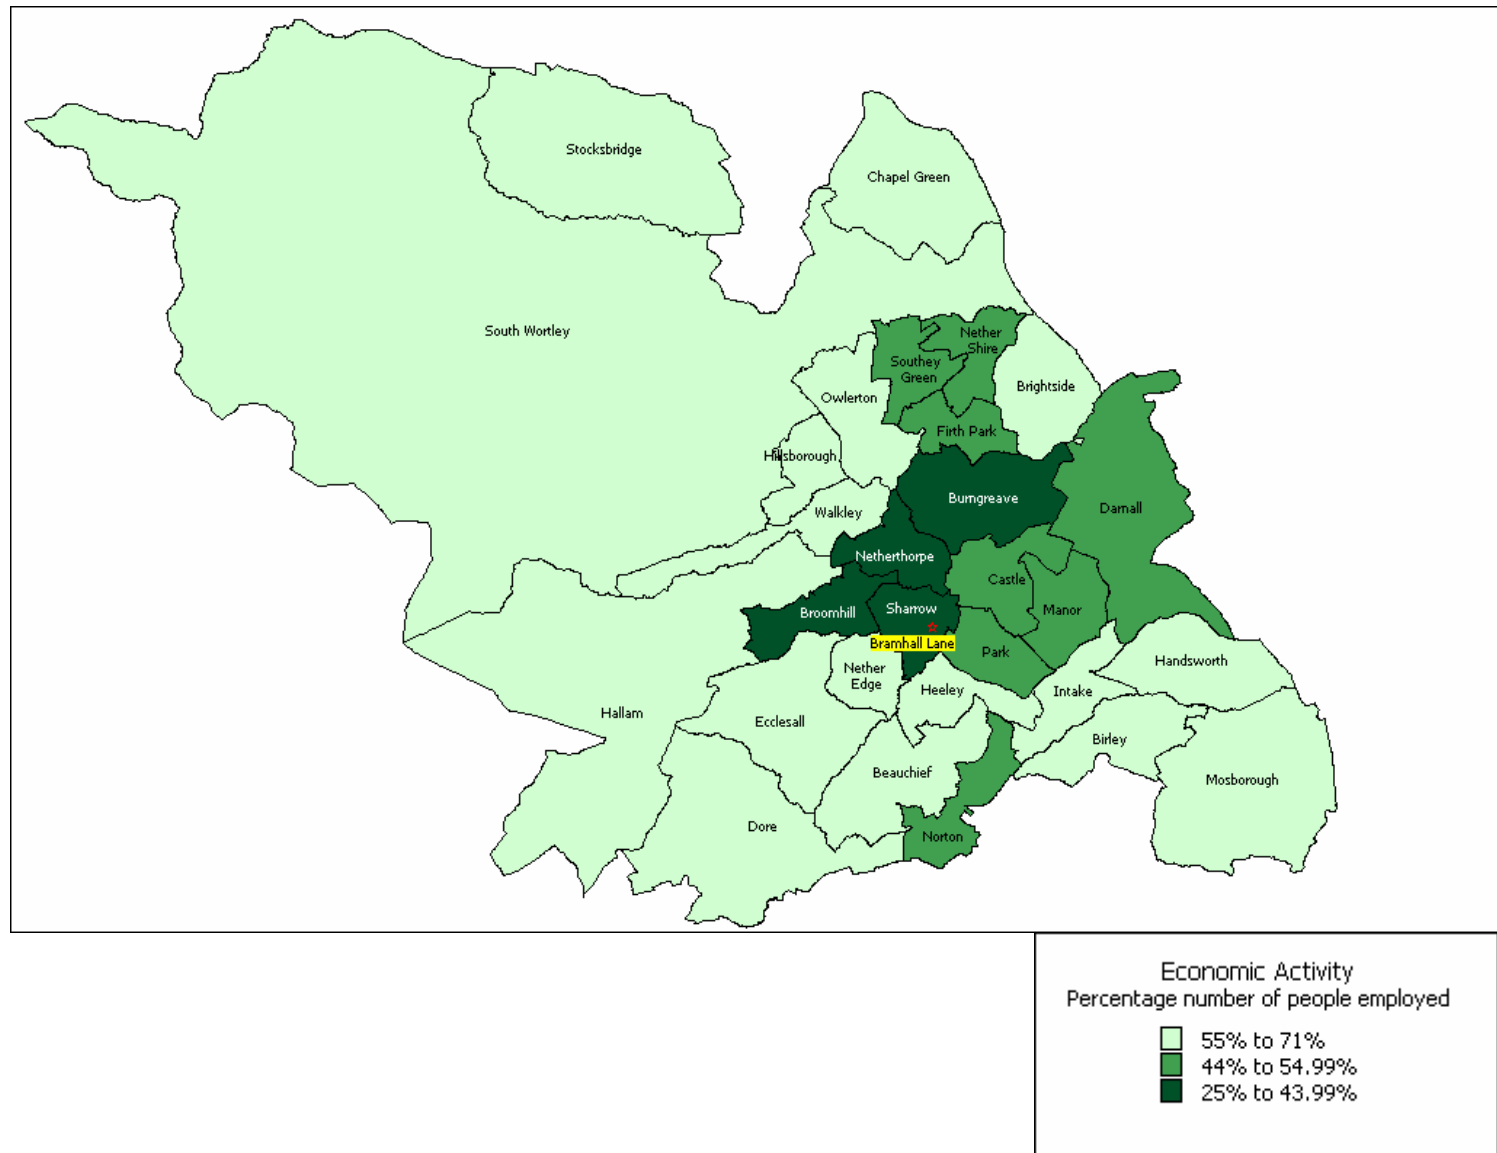 Stocksbridge
Chapel Green
South Wortley
Nether
Shire
Southey
Green
Brightside
Owlerton
Firth Park
Hillsborough
Burngreave
Darnall
Walkley
Netherthorpe
Castle
Manor
Broomhill
Sharrow
Bramhall Lane
Park
Handsworth
Nether
Edge
Heeley
Intake
Hallam
Ecclesall
Birley
Beauchief
Mosborough
Dore
Norton
Economic Activity
Percentage number of people employed
55% to 71%
44% to 54.99%
25% to 43.99%